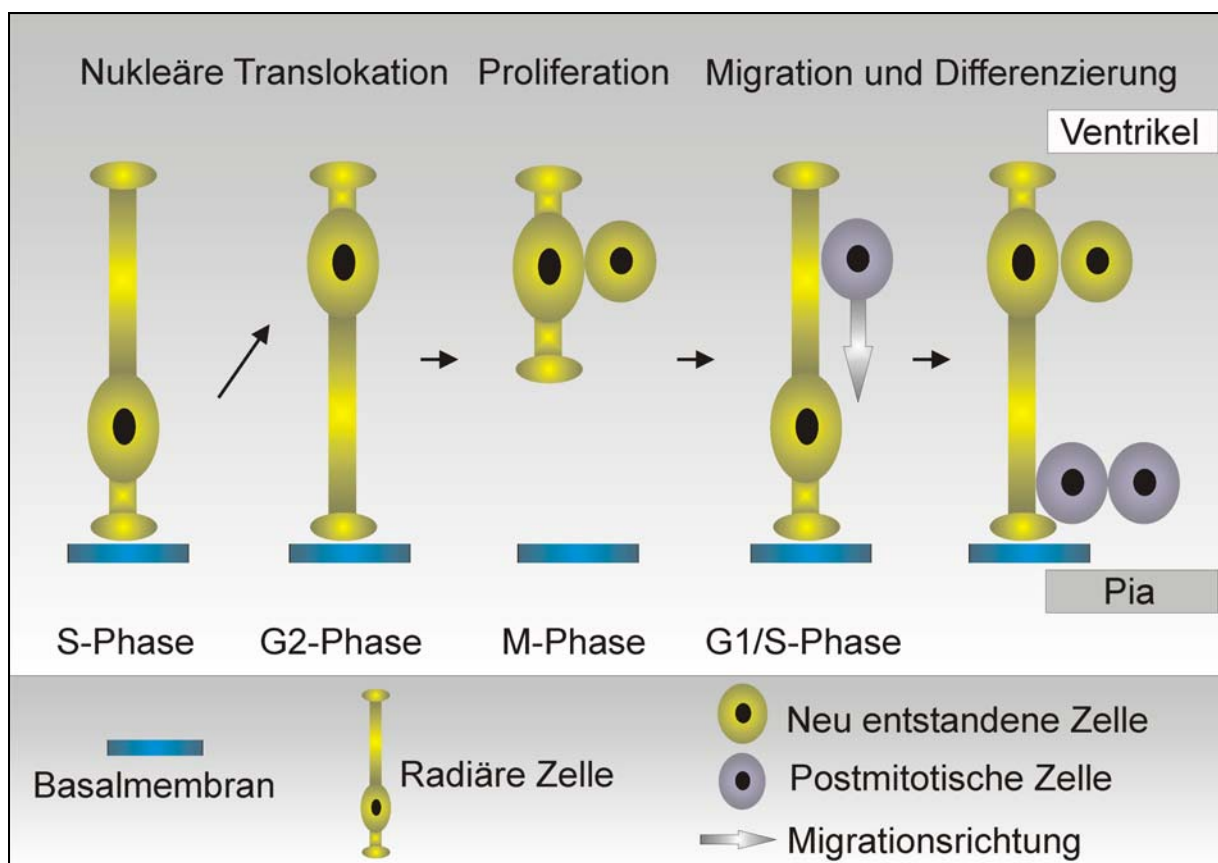 Nukleäre Translokation
Proliferation
Migration und Differenzierung
Ventrikel
Pia
S-Phase
G2-Phase
M-Phase
G1/S-Phase
Basalmembran
Radiäre Zelle
Neu entstandene Zelle
Postmitotische Zelle
Migrationsrichtung